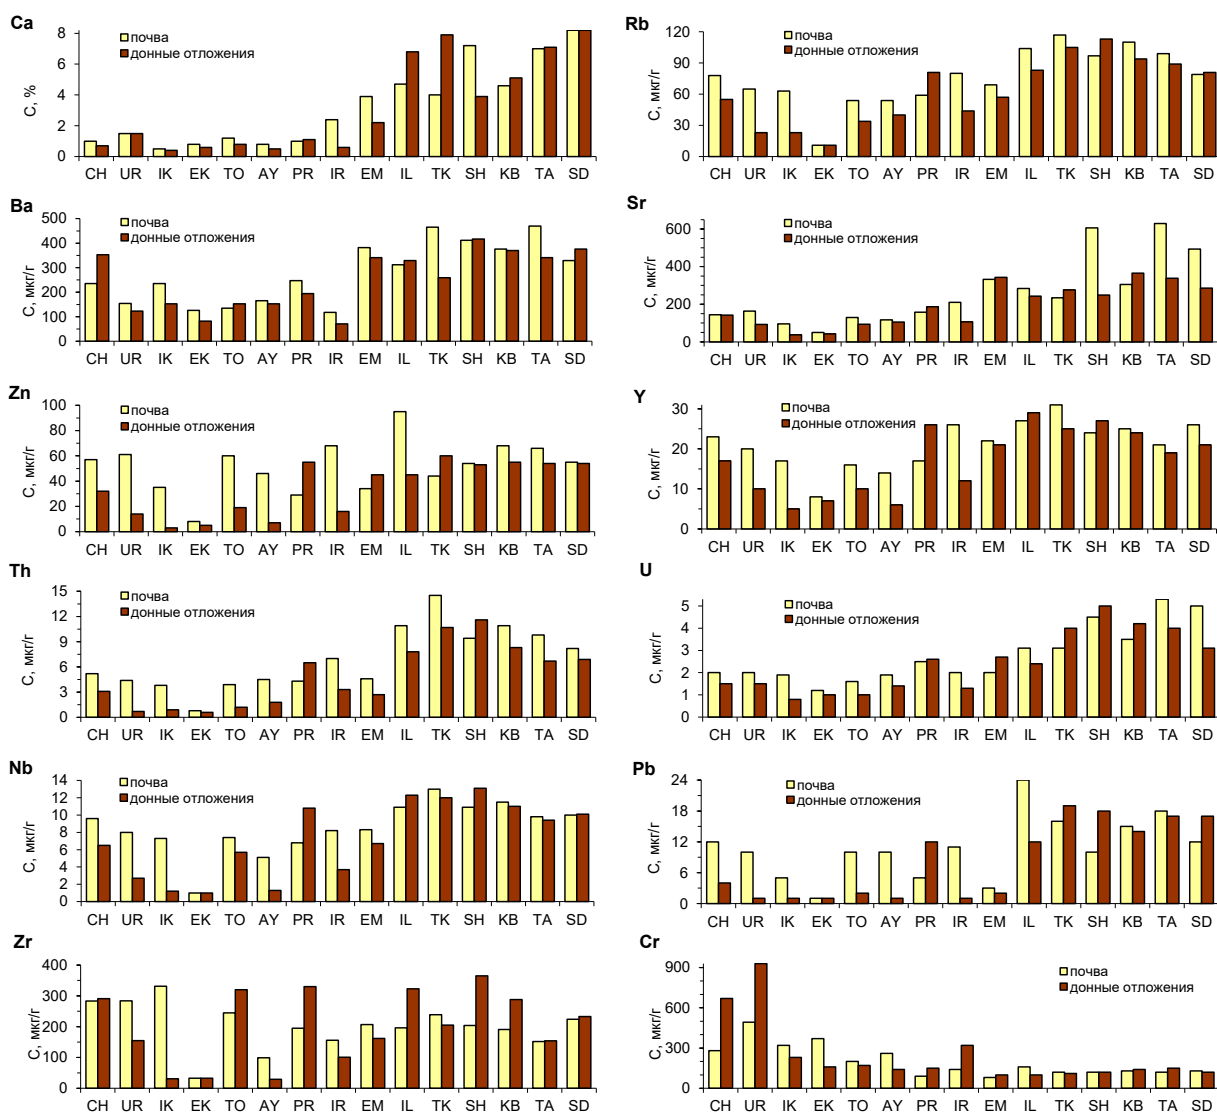 Ca
8
6
4
2
0
C, %
почва
донные отложения
CH UR IK EK TO AY PR IR EM IL TK SH KB TA SD
Rb
120
90
60
30
0
C, мкг/г
почва
донные отложения
CH UR IK EK TO AY PR IR EM IL TK SH KB TA SD
Ba
500
400
300
200
100
0
C, мкг/г
почва
донные отложения
CH UR IK EK TO AY PR IR EM IL TK SH KB TA SD
Sr
600
400
200
0
C, мкг/г
почва
донные отложения
CH UR IK EK TO AY PR IR EM IL TK SH KB TA SD
Zn
100
80
60
40
20
0
C, мкг/г
почва
донные отложения
CH UR IK EK TO AY PR IR EM IL TK SH KB TA SD
Y
30
20
10
0
C, мкг/г
почва
донные отложения
CH UR IK EK TO AY PR IR EM IL TK SH KB TA SD
Th
15
12
9
6
3
0
C, мкг/г
почва
донные отложения
CH UR IK EK TO AY PR IR EM IL TK SH KB TA SD
U
5
4
3
2
1
0
C, мкг/г
почва
донные отложения
CH UR IK EK TO AY PR IR EM IL TK SH KB TA SD
Nb
14
12
10
8
6
4
2
0
C, мкг/г
почва
донные отложения
CH UR IK EK TO AY PR IR EM IL TK SH KB TA SD
Pb
24
18
12
6
0
C, мкг/г
почва
донные отложения
CH UR IK EK TO AY PR IR EM IL TK SH KB TA SD
Zr
400
300
200
100
0
C, мкг/г
почва
донные отложения
CH UR IK EK TO AY PR IR EM IL TK SH KB TA SD
Cr
900
600
300
0
C, мкг/г
почва
донные отложения
CH UR IK EK TO AY PR IR EM IL TK SH KB TA SD